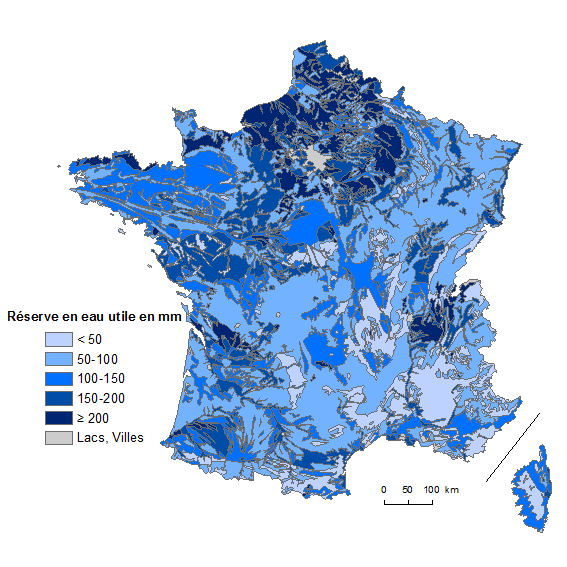 Réserve en eau utile en mm
< 50
50-100
100-150
150-200
≥ 200
Lacs, Villes
0 50 100 km